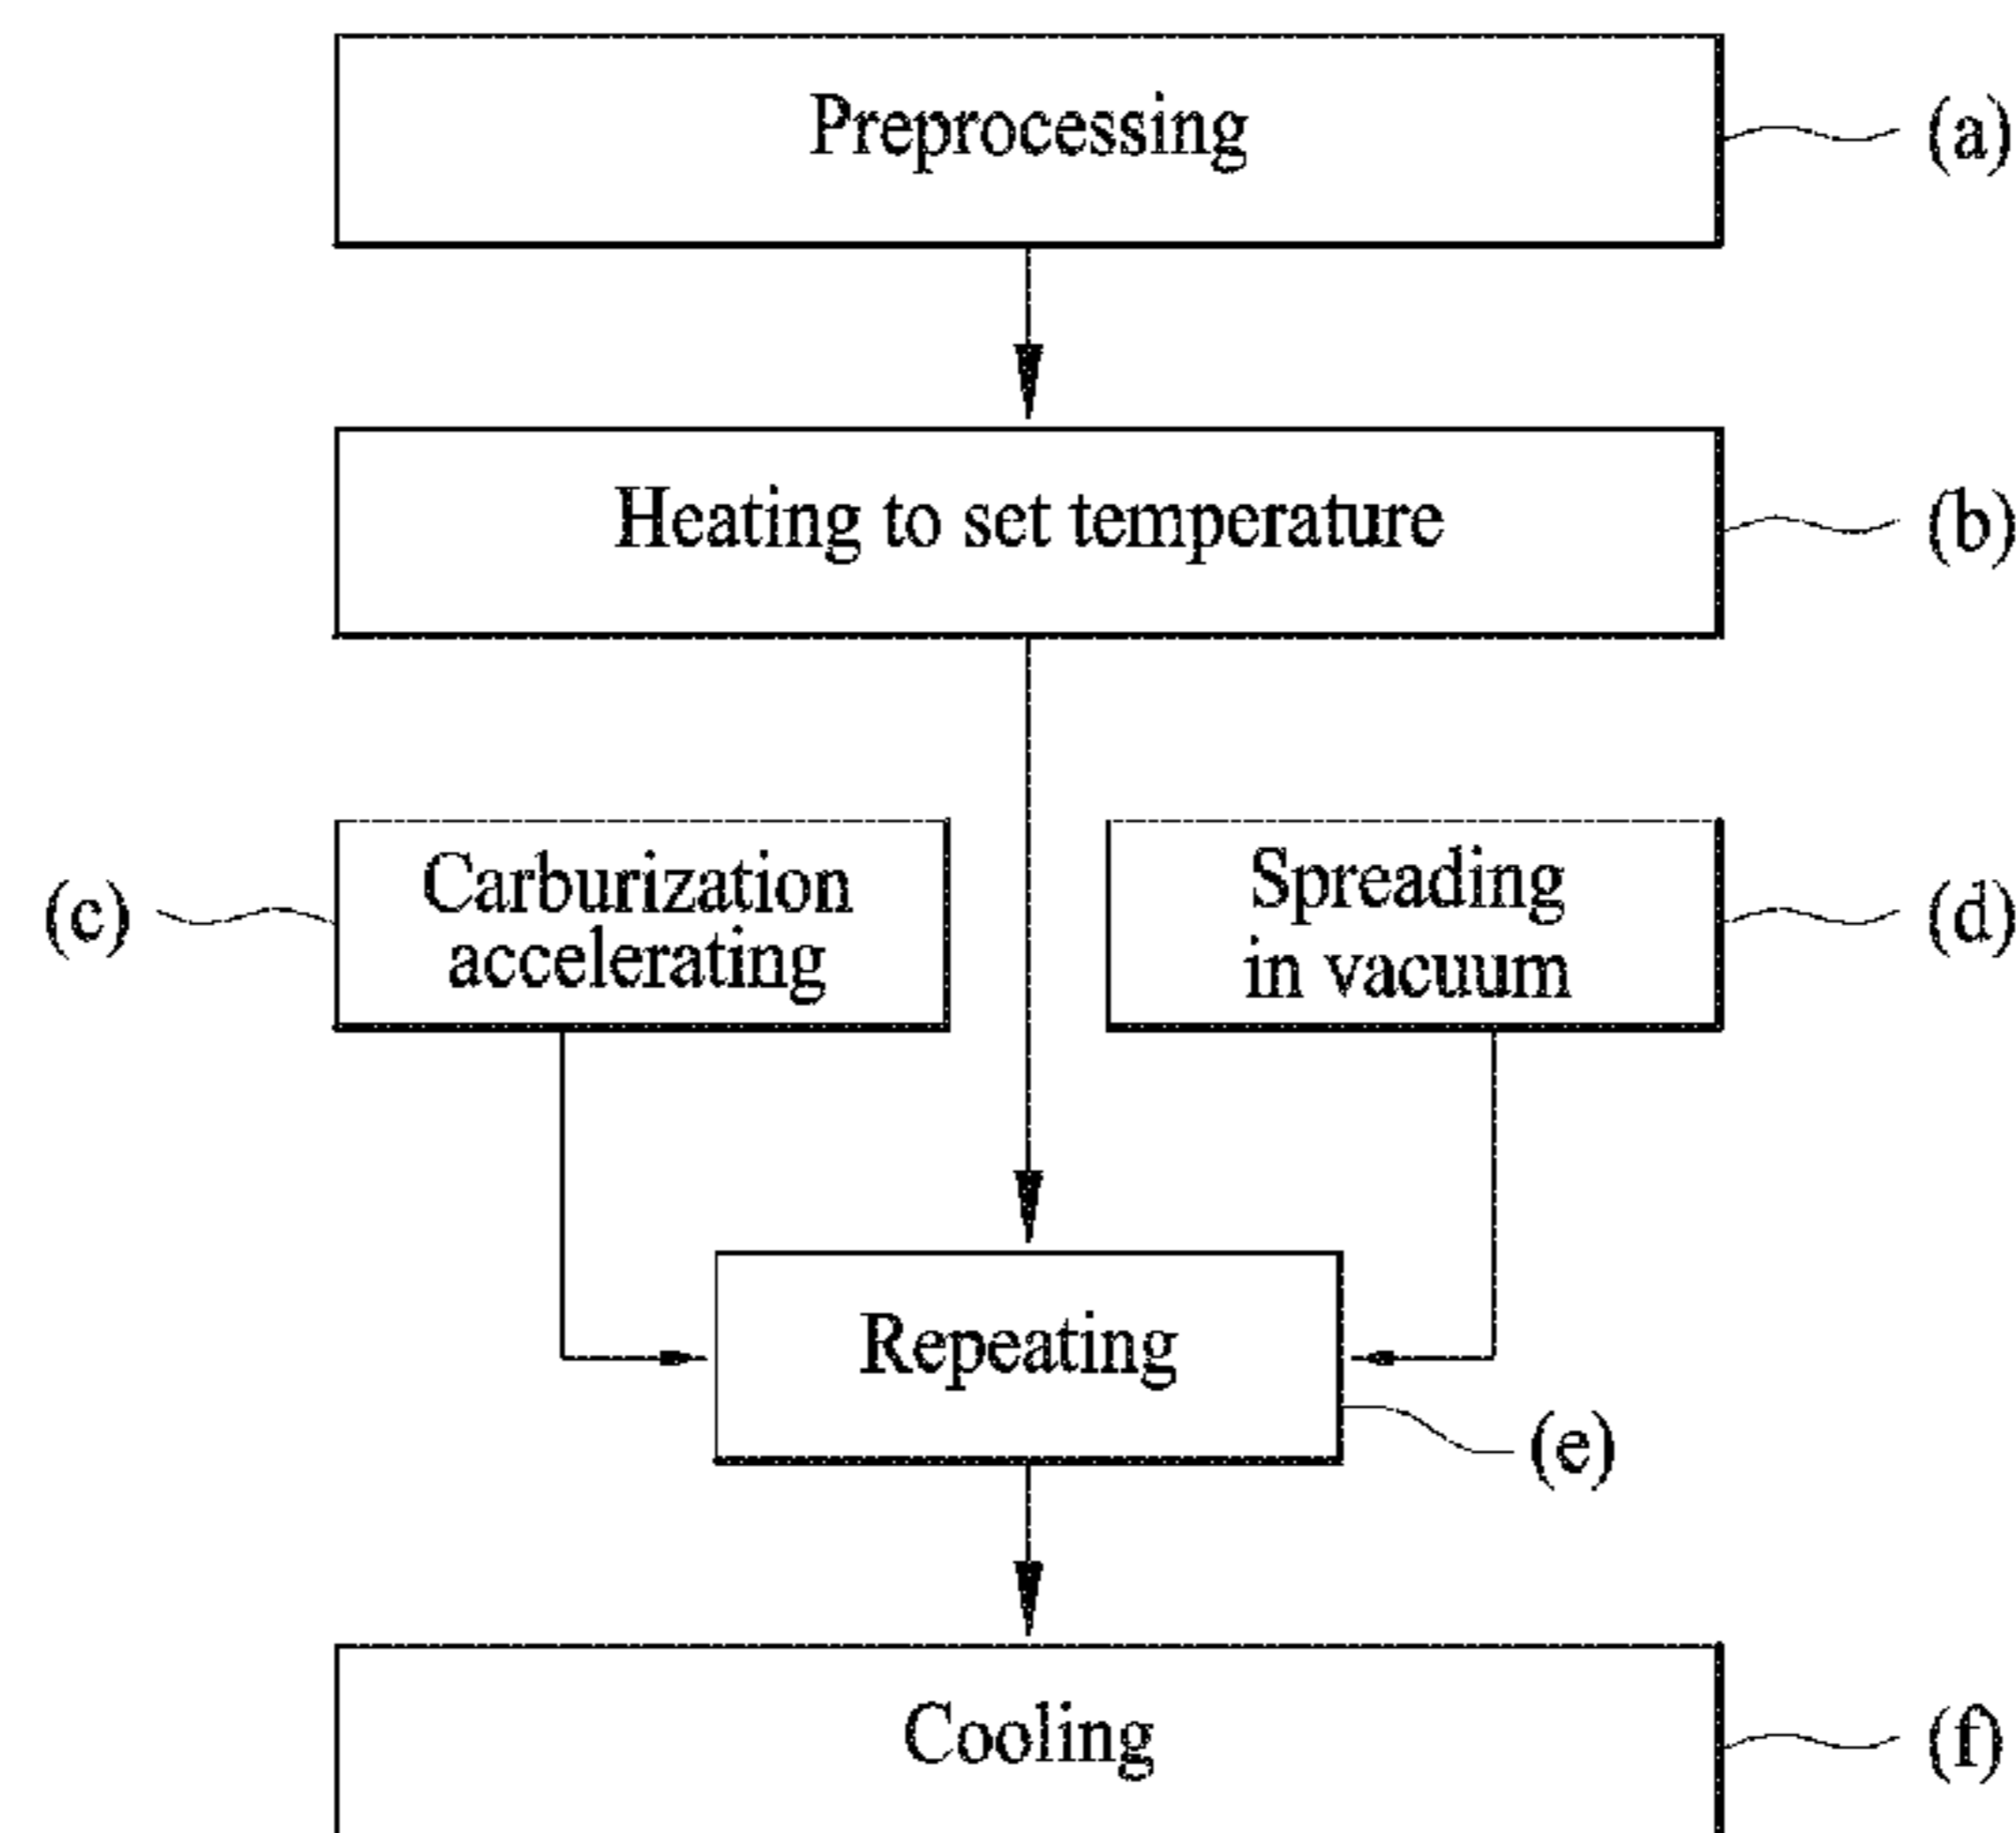 Preprocessing
(a)
Heating to set temperature
(b)
(c)
Carburization
accelerating
Spreading
in vacuum
(d)
Repeating
(e)
Cooling
(f)